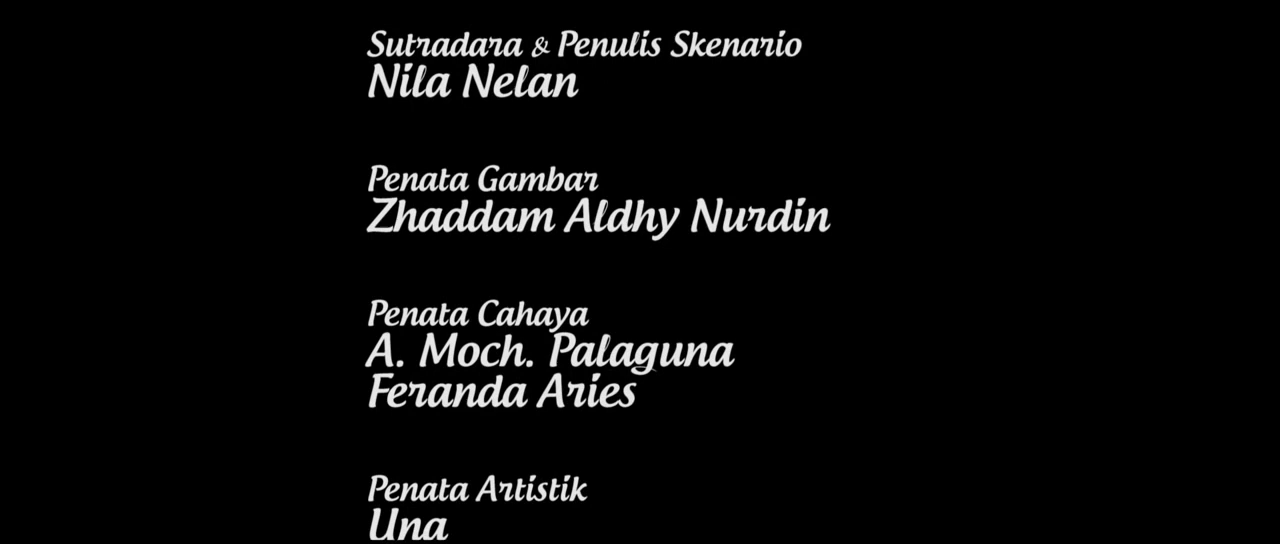 Sutradara & Penulis Skenario
Nila Nelan
Penata Gambar
Zhaddam Aldhy Nurdin
Penata Cahaya
A. Moch. Palaguna
Feranda Aries
Penata Artistik
Una